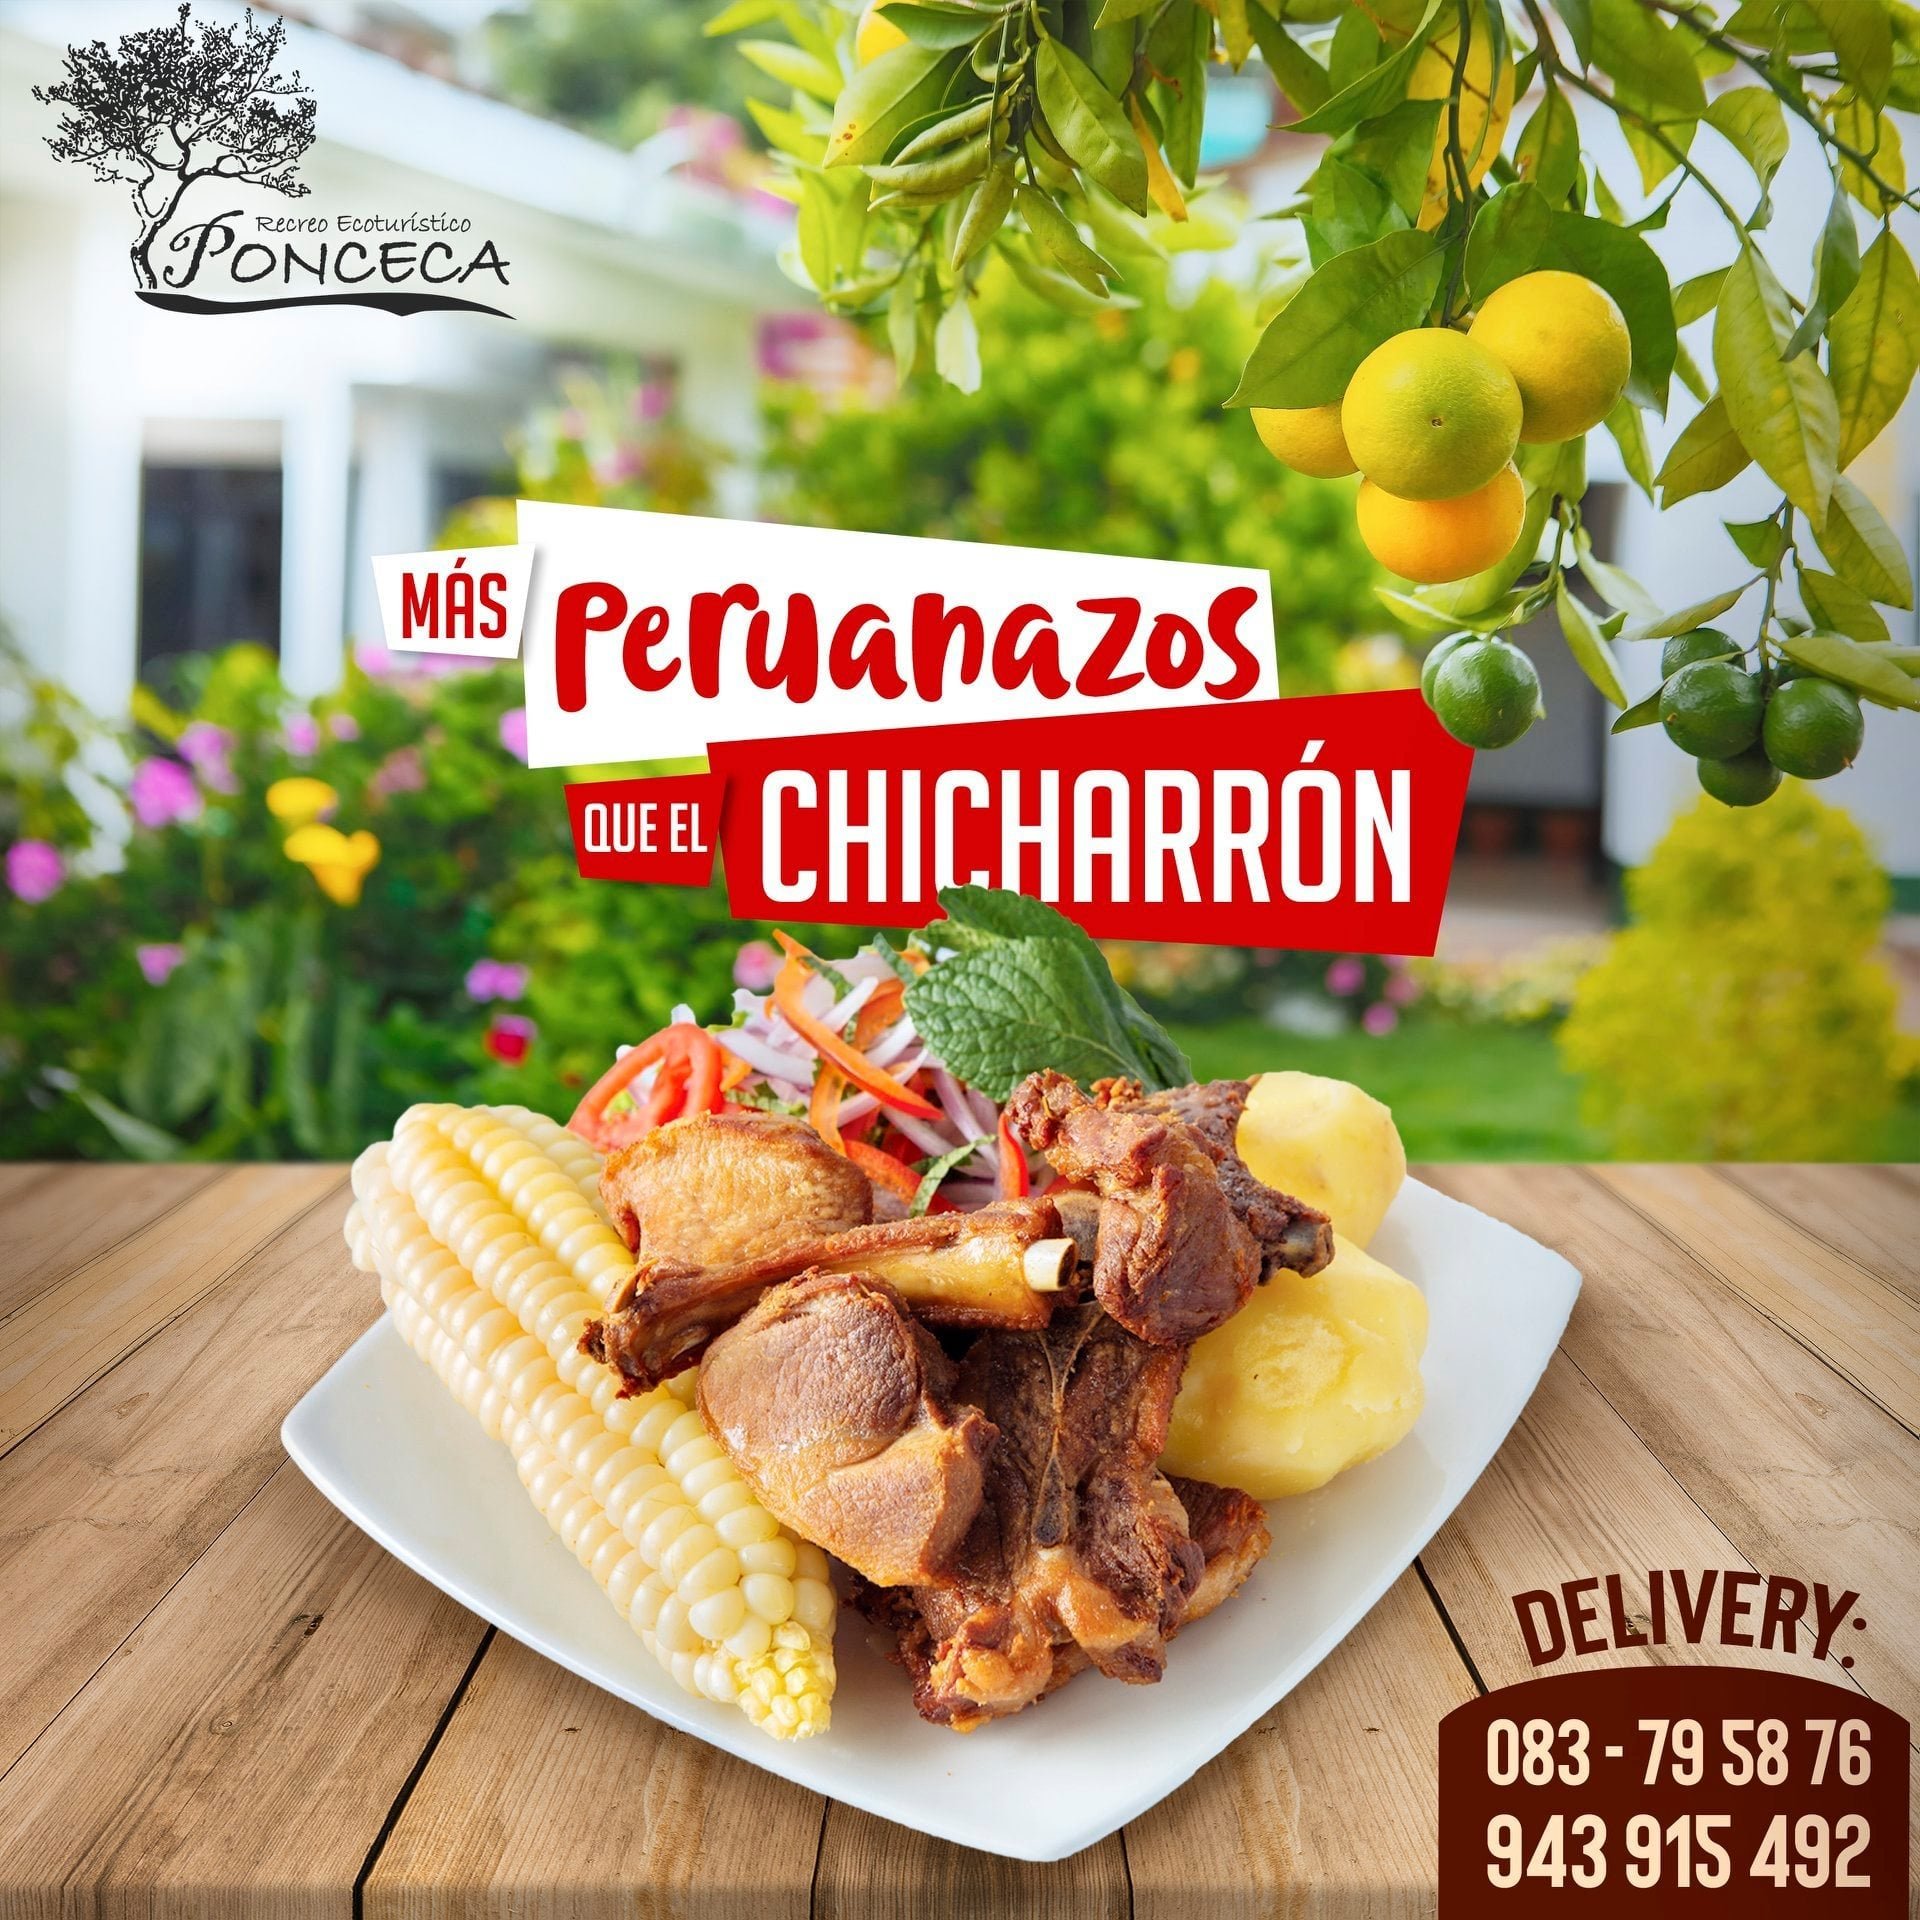 Recreo Ecoturístico
PONCECA
MÁS Peruanazos
QUE EL CHICHARRÓN
DELIVERY:
083 - 79 58 76
943 915 492